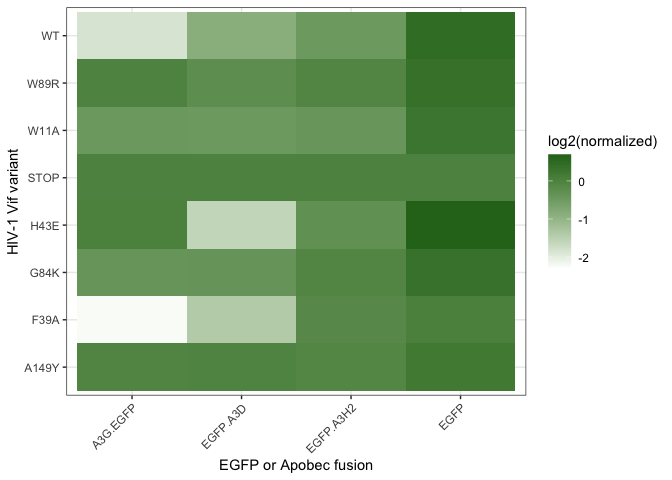 WT
W89R
W11A
STOP
H43E
G84K
F39A
A149Y
HIV-1 Vif variant
A3G.EGFP
EGFP.A3D
EGFP.A3H2
EGFP
EGFP or Apobec fusion
log2(normalized)
0
-1
-2